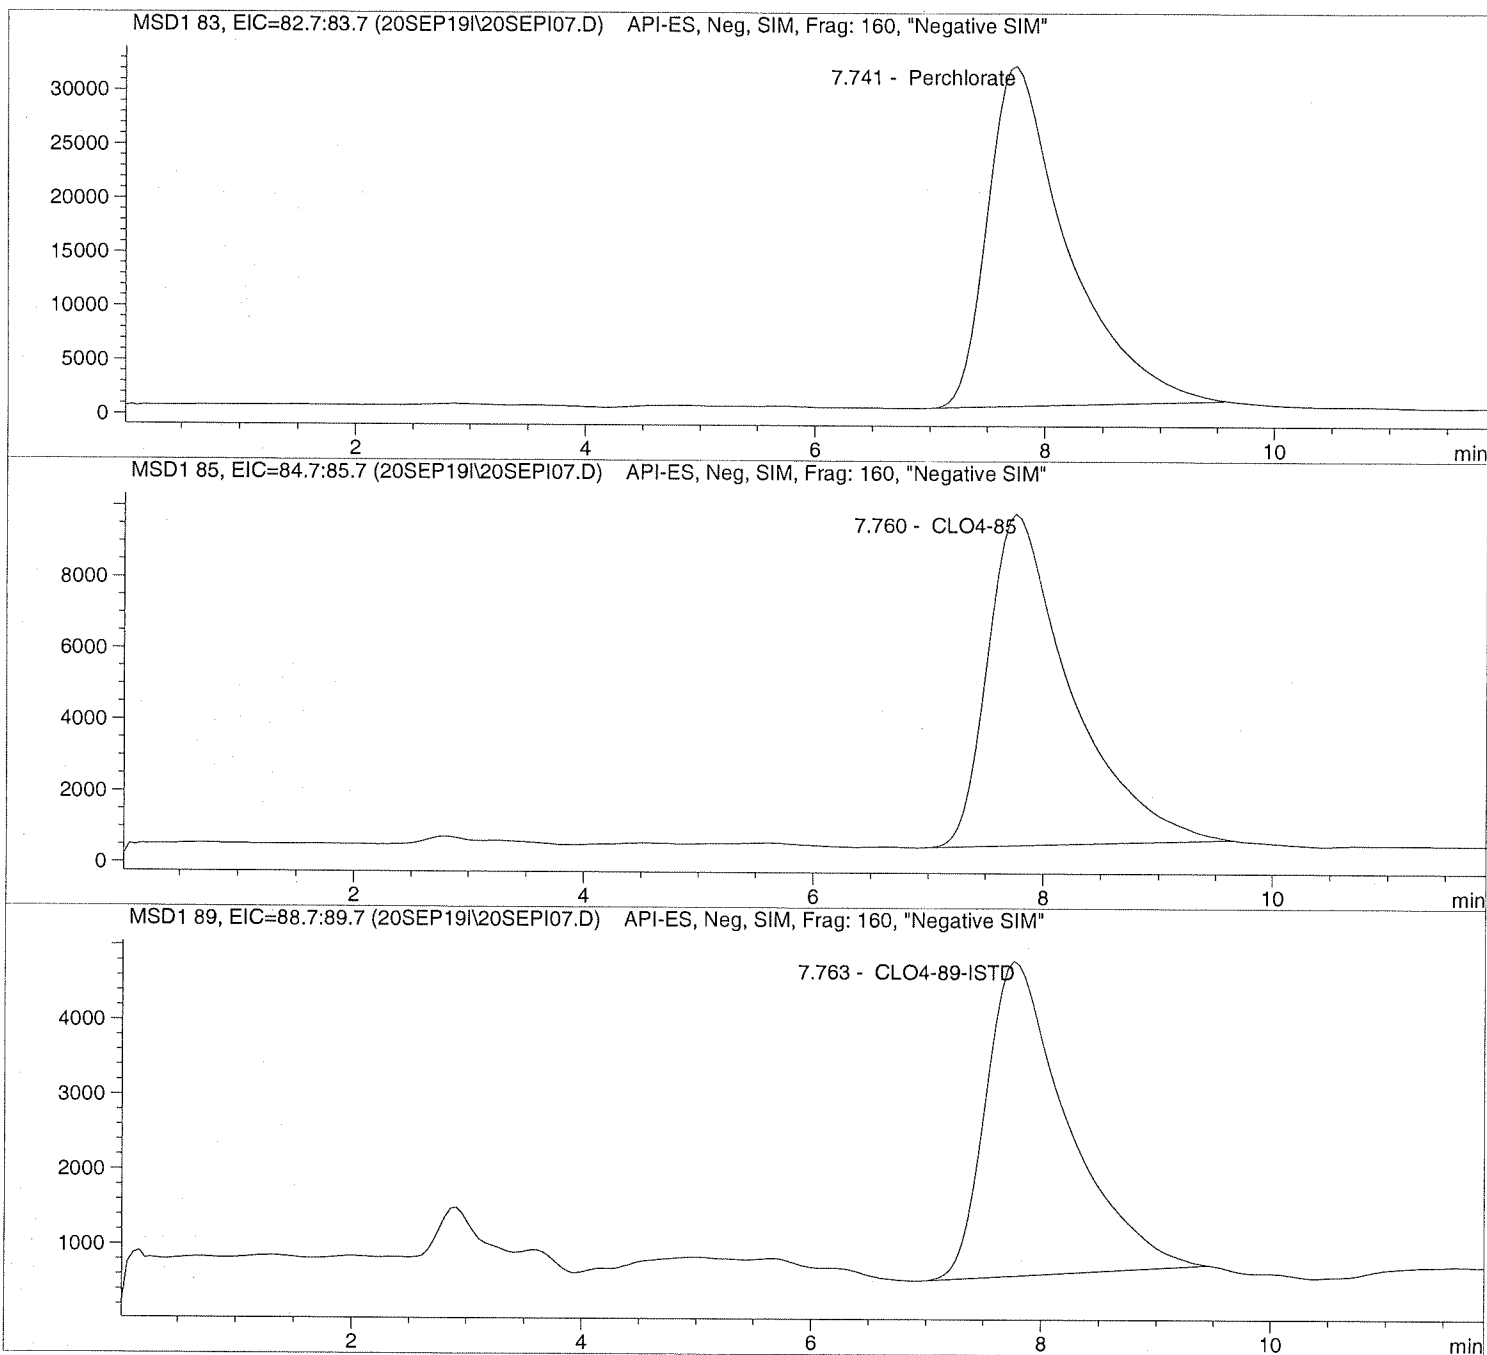 MSD1 83, EIC=82.7:83.7 (20SEP19I\20SEPI07.D) API-ES, Neg, SIM, Frag: 160, "Negative SIM"
7.741 - Perchlorate
30000
25000
20000
15000
10000
5000
0
2 4 6 8 10 min
MSD1 85, EIC=84.7:85.7 (20SEP19I\20SEPI07.D) API-ES, Neg, SIM, Frag: 160, "Negative SIM"
7.760 - CLO4-85
8000
6000
4000
2000
0
2 4 6 8 10 min
MSD1 89, EIC=88.7:89.7 (20SEP19I\20SEPI07.D) API-ES, Neg, SIM, Frag: 160, "Negative SIM"
7.763 - CLO4-89-ISTD
4000
3000
2000
1000
2 4 6 8 10 min